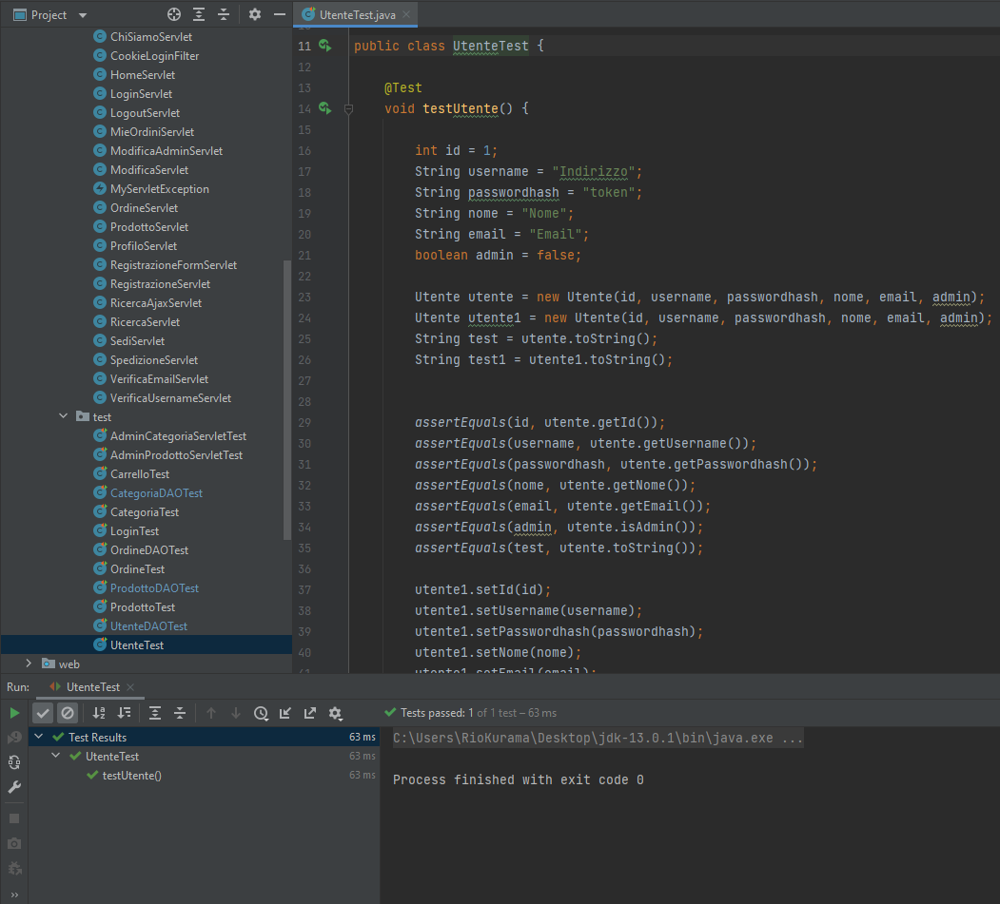 Project
UtenteTest.java
ChiSiamoServlet
CookieLoginFilter
HomeServlet
LoginServlet
LogoutServlet
MieOrdiniServlet
ModificaAdminServlet
ModificaServlet
MyServletException
OrdineServlet
ProdottoServlet
ProfiloServlet
RegistrazioneFormServlet
RegistrazioneServlet
RicercaAjaxServlet
RicercaServlet
SediServlet
SpedizioneServlet
VerificaEmailServlet
VerificaUsernameServlet
test
AdminCategoriaServletTest
AdminProdottoServletTest
CarrelloTest
CategoriaDAOTest
CategoriaTest
LoginTest
OrdineDAOTest
OrdineTest
ProdottoDAOTest
ProdottoTest
UtenteDAOTest
UtenteTest
web
11 public class UtenteTest {
12
13 @Test
14 void testUtente() {
15
16 int id = 1;
17 String username = "Indirizzo";
18 String passwordhash = "token";
19 String nome = "Nome";
20 String email = "Email";
21 boolean admin = false;
22
23 Utente utente = new Utente(id, username, passwordhash, nome, email, admin);
24 Utente utente1 = new Utente(id, username, passwordhash, nome, email, admin);
25 String test = utente.toString();
26 String test1 = utente1.toString();
27
28
29 assertEquals(id, utente.getId());
30 assertEquals(username, utente.getUsername());
31 assertEquals(passwordhash, utente.getPasswordhash());
32 assertEquals(nome, utente.getNome());
33 assertEquals(email, utente.getEmail());
34 assertEquals(admin, utente.isAdmin());
35 assertEquals(test, utente.toString());
36
37 utente1.setId(id);
38 utente1.setUsername(username);
39 utente1.setPasswordhash(passwordhash);
40 utente1.setNome(nome);
41 utente1.setEmail(email);
Run: UtenteTest
Tests passed: 1 of 1 test – 63 ms
Test Results 63 ms
UtenteTest 63 ms
testUtente() 63 ms
C:\Users\RioKurama\Desktop\jdk-13.0.1\bin\java.exe ...
Process finished with exit code 0